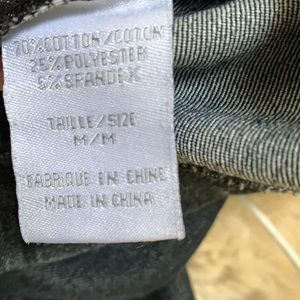 70%COTTON/COTON
25%POLYESTER
5%SPANDEX
TAILLE/SIZE
M/M
FABRIQUE EN CHINE
MADE IN CHINA